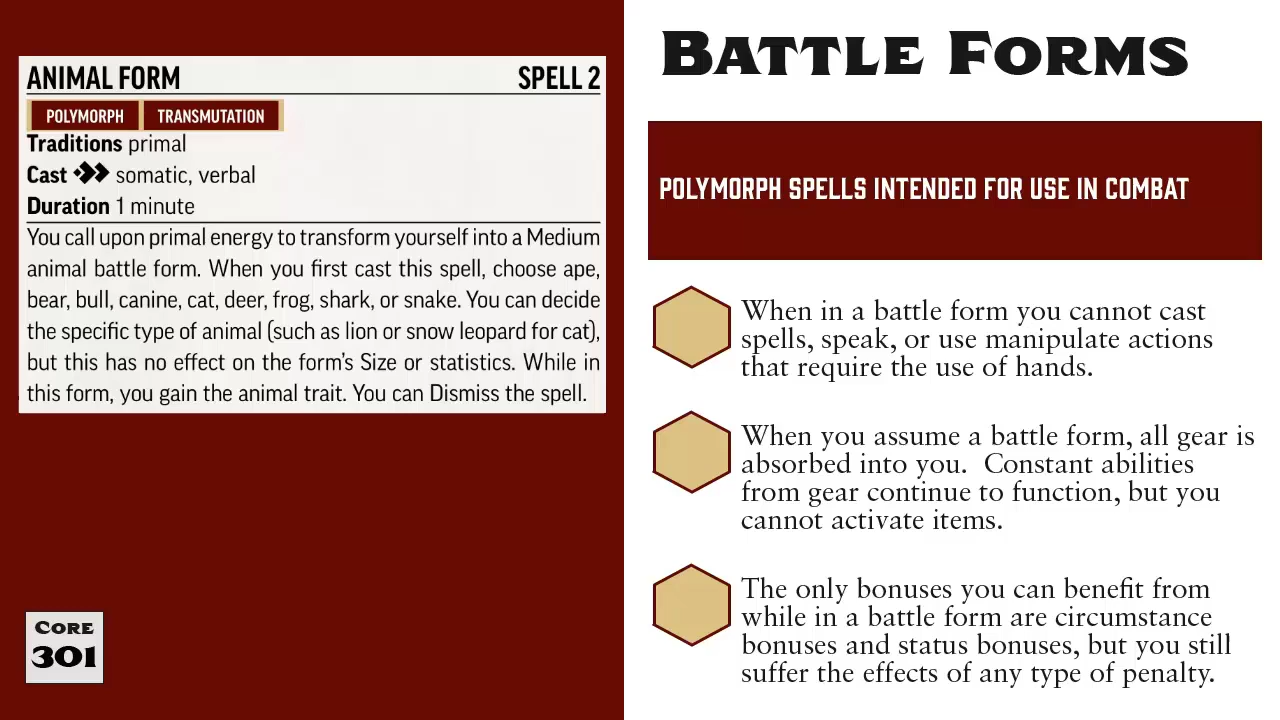 ANIMAL FORM SPELL 2
POLYMORPH TRANSMUTATION
Traditions primal
Cast somatic, verbal
Duration 1 minute
You call upon primal energy to transform yourself into a Medium
animal battle form. When you first cast this spell, choose ape,
bear, bull, canine, cat, deer, frog, shark, or snake. You can decide
the specific type of animal (such as lion or snow leopard for cat),
but this has no effect on the form's Size or statistics. While in
this form, you gain the animal trait. You can Dismiss the spell.
CORE
301
BATTLE FORMS
POLYMORPH SPELLS INTENDED FOR USE IN COMBAT
When in a battle form you cannot cast
spells, speak, or use manipulate actions
that require the use of hands.
When you assume a battle form, all gear is
absorbed into you. Constant abilities
from gear continue to function, but you
cannot activate items.
The only bonuses you can benefit from
while in a battle form are circumstance
bonuses and status bonuses, but you still
suffer the effects of any type of penalty.